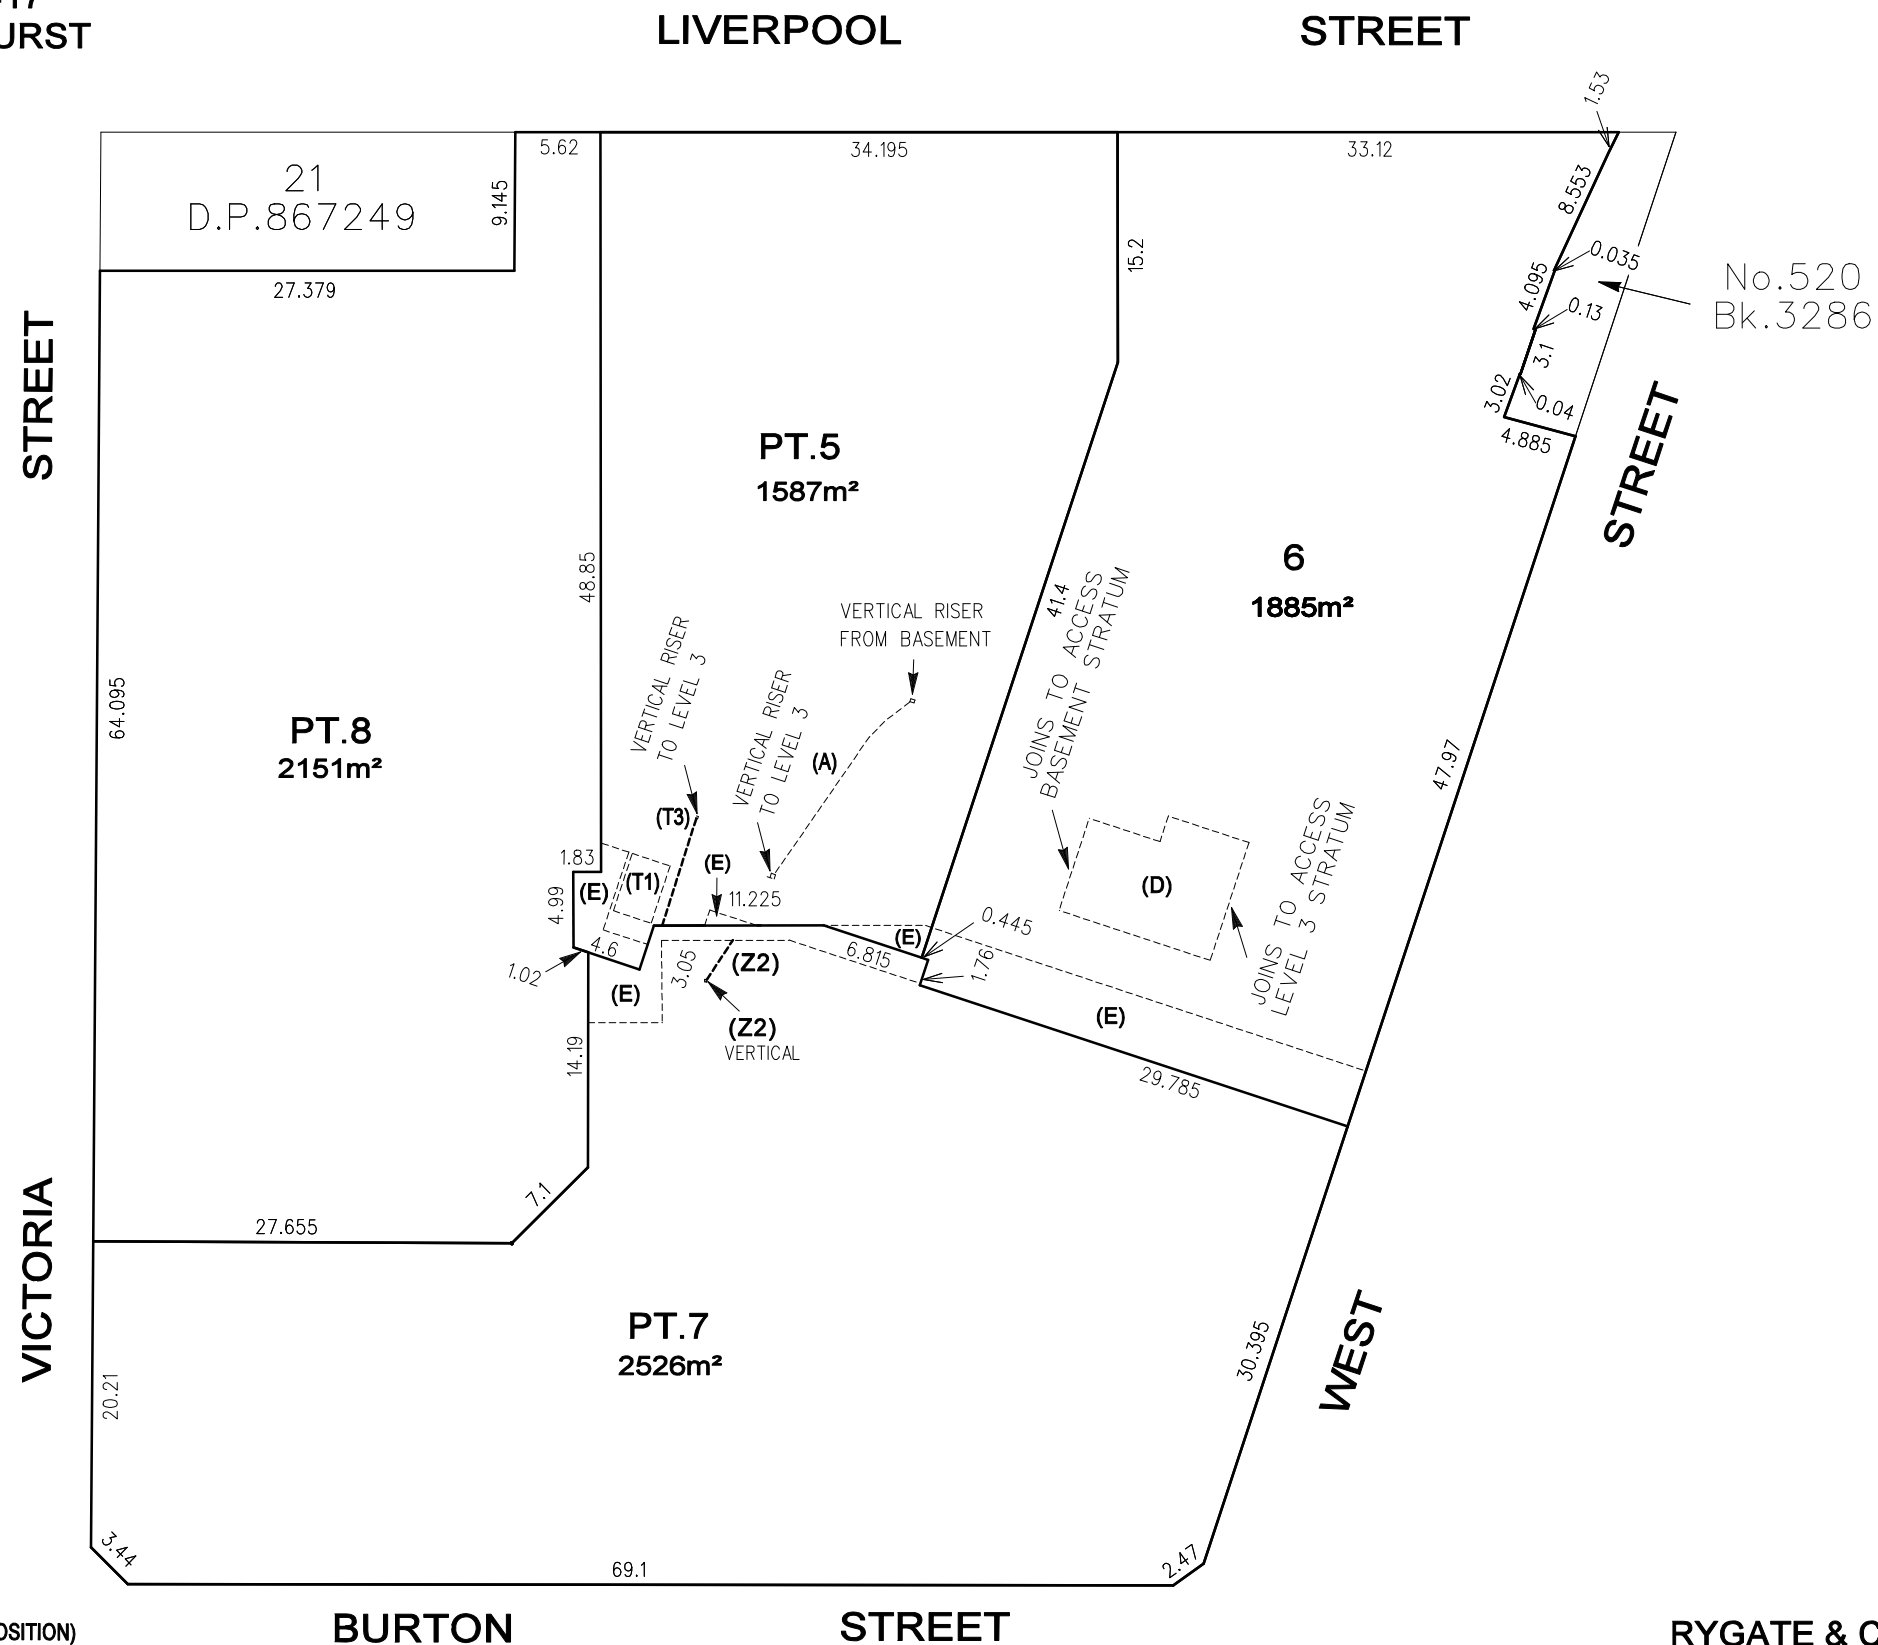 URST
LIVERPOOL STREET
1.53
5.62
34.195
33.12
21
D.P.867249
9.145
8.553
15.2
0.035
27.379
4.095
No.520
Bk.3286
0.13
3.1
STREET
3.02
0.04
4.885
STREET
PT.5
1587m²
6
1885m²
48.85
41.4
VERTICAL RISER
FROM BASEMENT
VERTICAL RISER
TO LEVEL 3
VERTICAL RISER
TO LEVEL 3
JOINS TO ACCESS
BASEMENT STRATUM
64.095
PT.8
2151m²
(A)
47.97
(T3)
JOINS TO ACCESS
LEVEL 3 STRATUM
1.83
(E)
(E)
(T1)
(D)
4.99
11.225
0.445
4.6
(E)
6.815
1.76
1.02
3.05
(Z2)
(E)
(E)
(Z2)
VERTICAL
14.19
29.785
7.1
27.655
VICTORIA
PT.7
2526m²
30.395
WEST
20.21
3.44
69.1
2.47
BURTON STREET
OSITION)
RYGATE & C